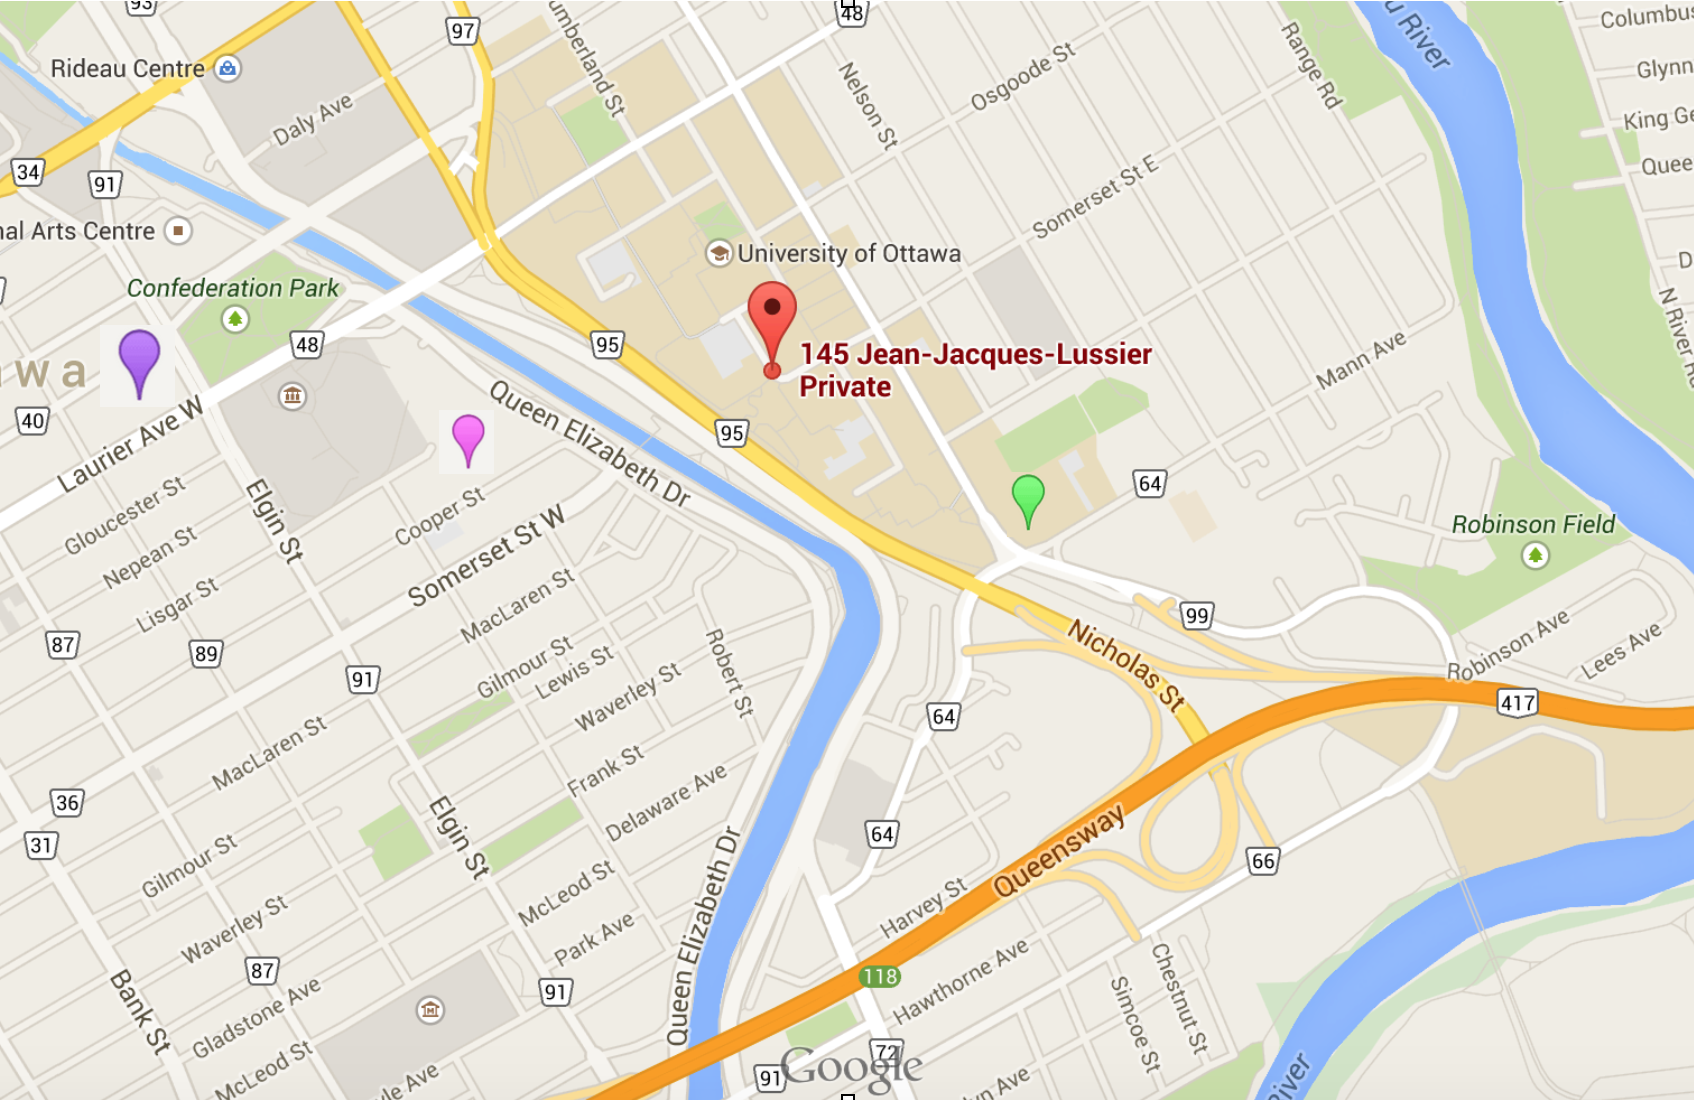 93
48
97
Rideau Centre
Daly Ave
Nelson St
Osgoode St
Range Rd
River
Columbus
Glynn
34
91
Somerset St E
Arts Centre
University of Ottawa
Confederation Park
48
95
145 Jean-Jacques-Lussier
Private
Mann Ave
40
Laurier Ave W
Queen Elizabeth Dr
95
Gloucester St
Elgin St
Cooper St
64
Nepean St
Somerset St W
Robinson Field
Lisgar St
MacLaren St
87
89
91
Gilmour St
Lewis St
Waverley St
Robert St
Nicholas St
99
Robinson Ave
Lees Ave
417
64
MacLaren St
Frank St
Delaware Ave
36
31
Elgin St
Gilmour St
Queen Elizabeth Dr
64
Queensway
66
McLeod St
Harvey St
Waverley St
Park Ave
87
118
Hawthorne Ave
Chestnut St
Simcoe St
Bank St
91
Gladstone Ave
McLeod St
72
91
Google
Ave
Ave
River